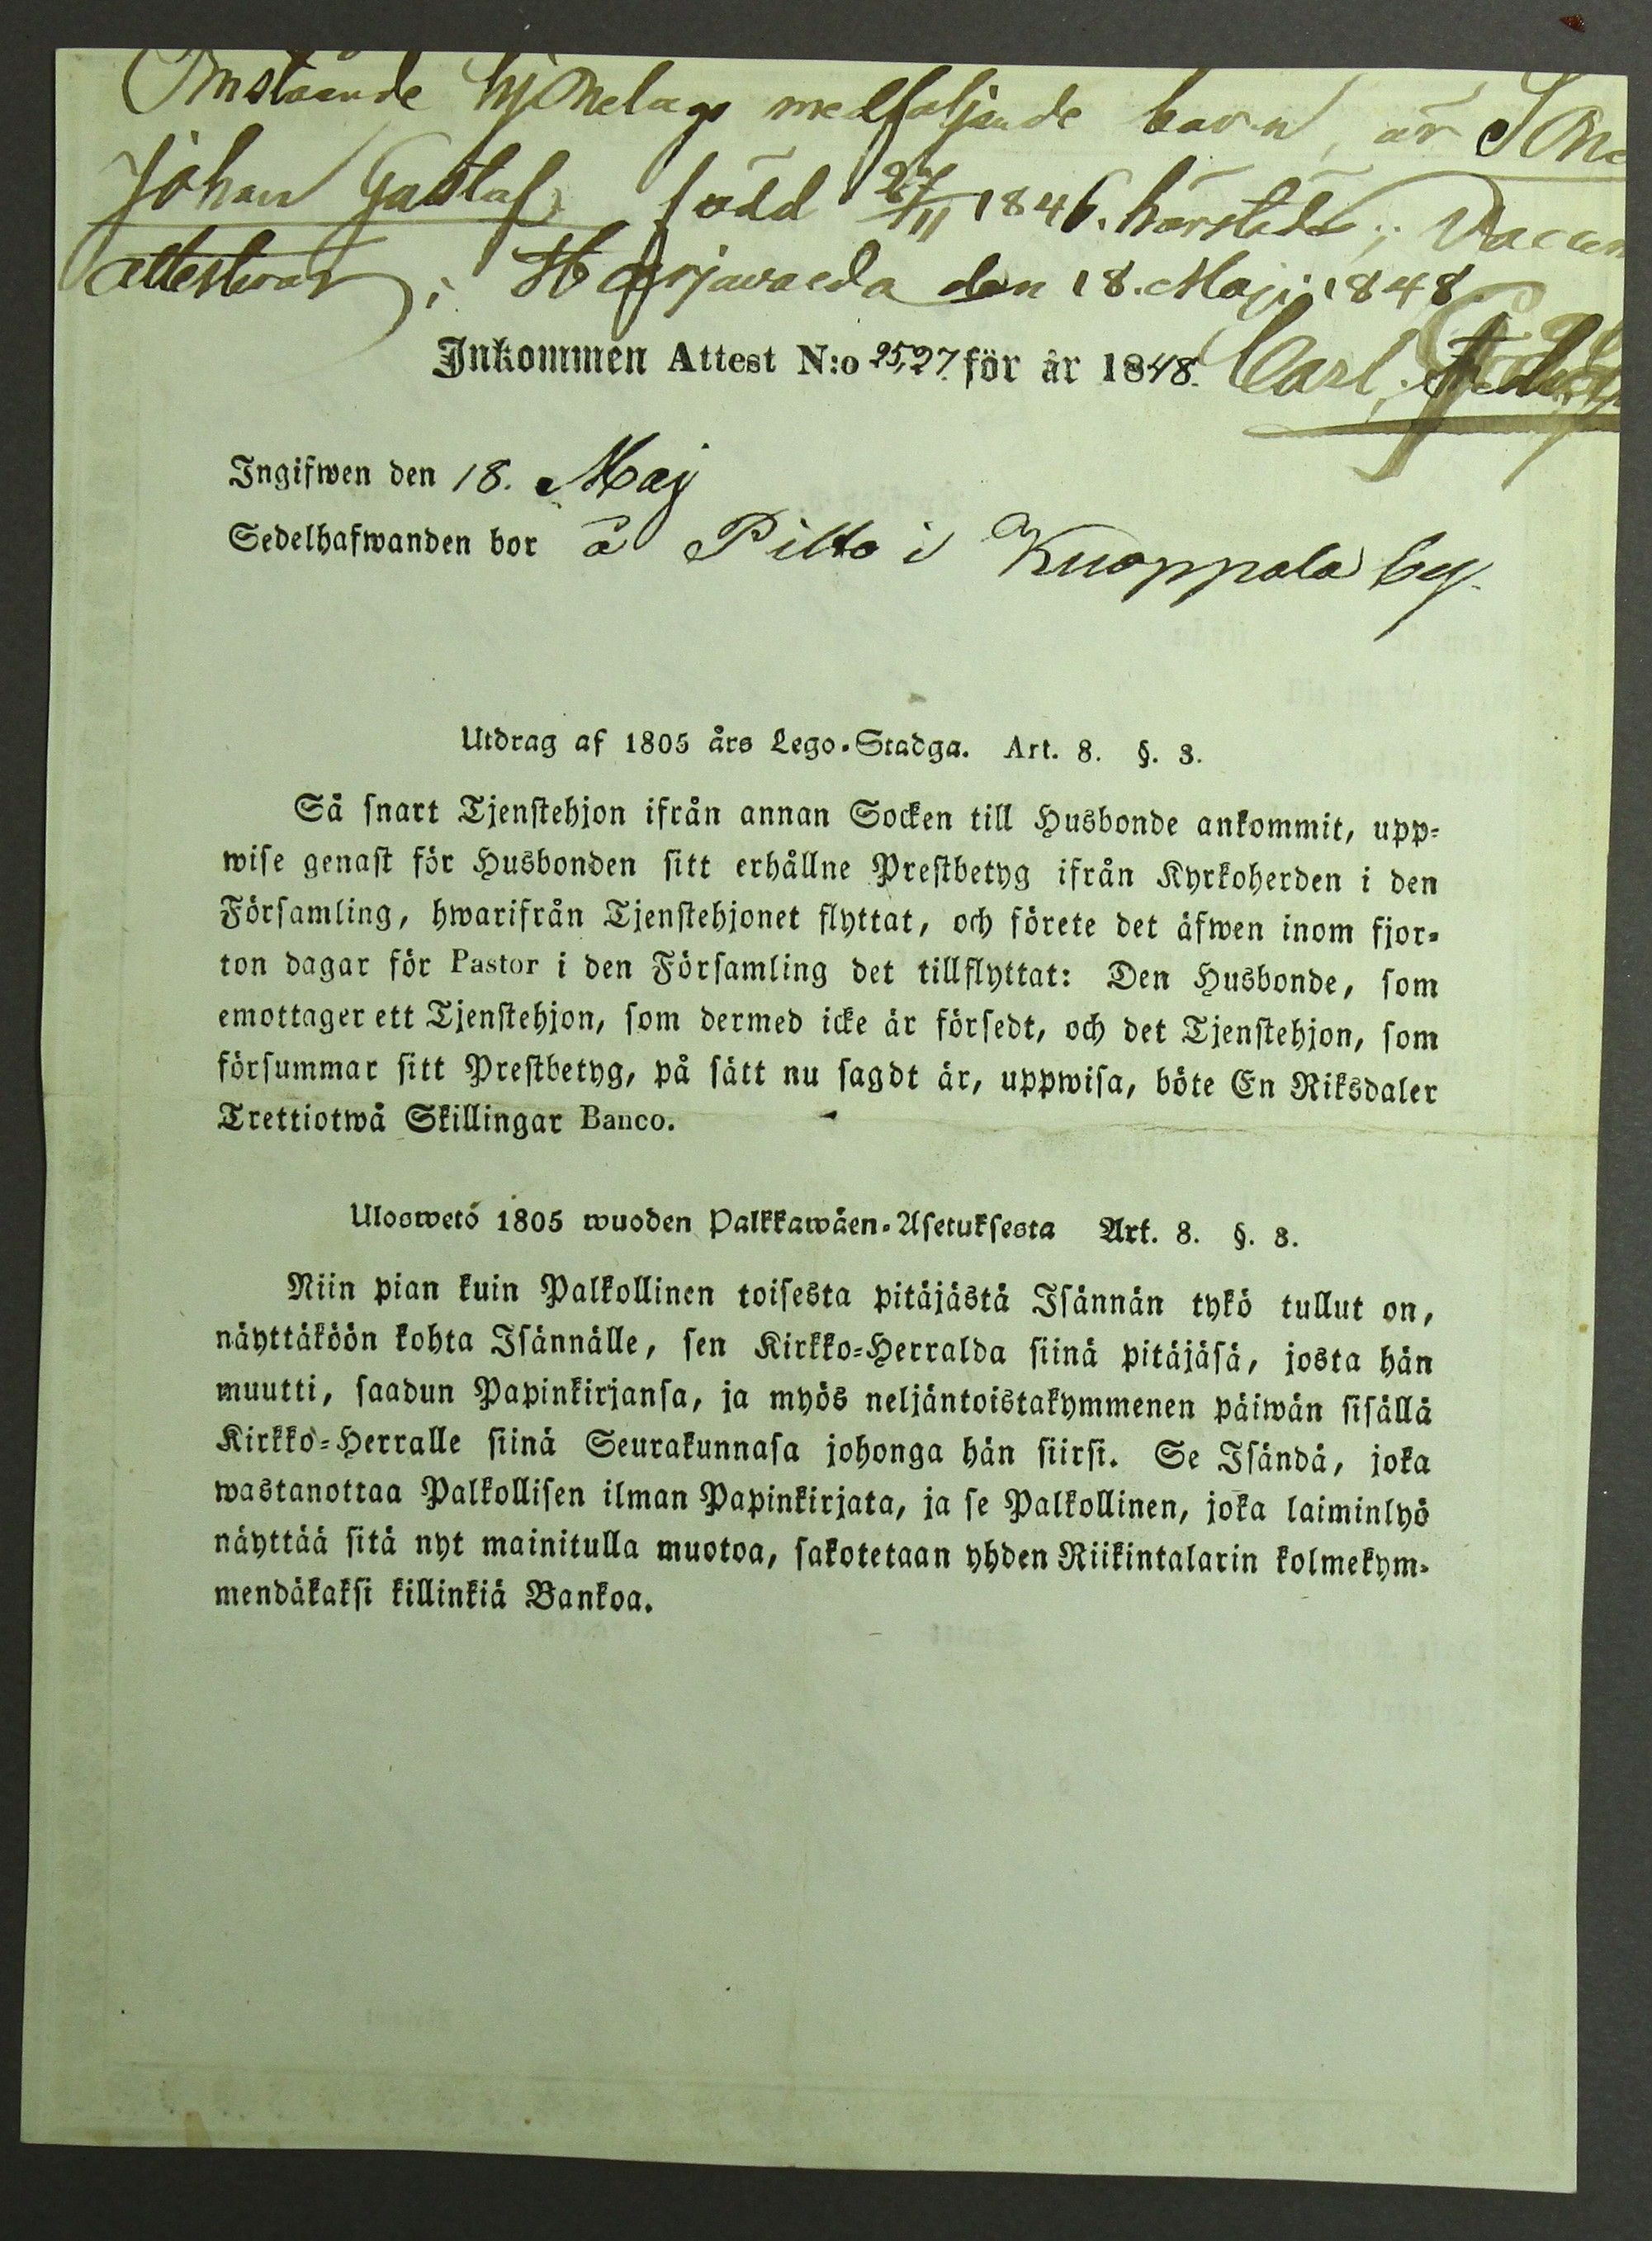 Omstående hjonelags medföljande barn, är Sone
Johan Gustaf född 27/11 1846. härstädes; Vaccin
attesteras; Harjavalda den 18. Maji 1848.
Inkommen Attest N:o 25,27. för år 1848. Carl
Ingifwen den 18. Maj
Sedelhafwanden bor å Pilto i Kuoppala by.
Utdrag af 1805 års Lego-Stadga. Art. 8. §. 3.
Så snart Tjenstehjon ifrån annan Socken till Husbonde ankommit, upp-
wise genast för Husbonden sitt erhållne Prestbetyg ifrån Kyrkoherden i den
Församling, hwarifrån Tjenstehjonet flyttat, och förete det äfwen inom fjor-
ton dagar för Pastor i den Församling det tillflyttat: Den Husbonde, som
emottager ett Tjenstehjon, som dermed icke är försedt, och det Tjenstehjon, som
försummar sitt Prestbetyg, på sätt nu sagdt är, uppwisa, böte En Riksdaler
Trettiotwå Skillingar Banco.
Uloswetö 1805 wuoden Palkkawäen-Asetuksesta Art. 8. §. 3.
Niin pian kuin Palkollinen toisesta pitäjästä Isännän tykö tullut on,
näyttäköön kohta Isännälle, sen Kirkko-Herralda siinä pitäjäsä, josta hän
muutti, saadun Papinkirjansa, ja myös neljäntoistakymmenen päiwän sisällä
Kirkko-Herralle siinä Seurakunnasa johonga hän siirsi. Se Isändä, joka
wastanottaa Palkollisen ilman Papinkirjata, ja se Palkollinen, joka laiminlyö
näyttää sitä nyt mainitulla muotoa, sakotetaan yhden Riikintalarin kolmekym-
mendäkaksi killinkiä Bankoa.